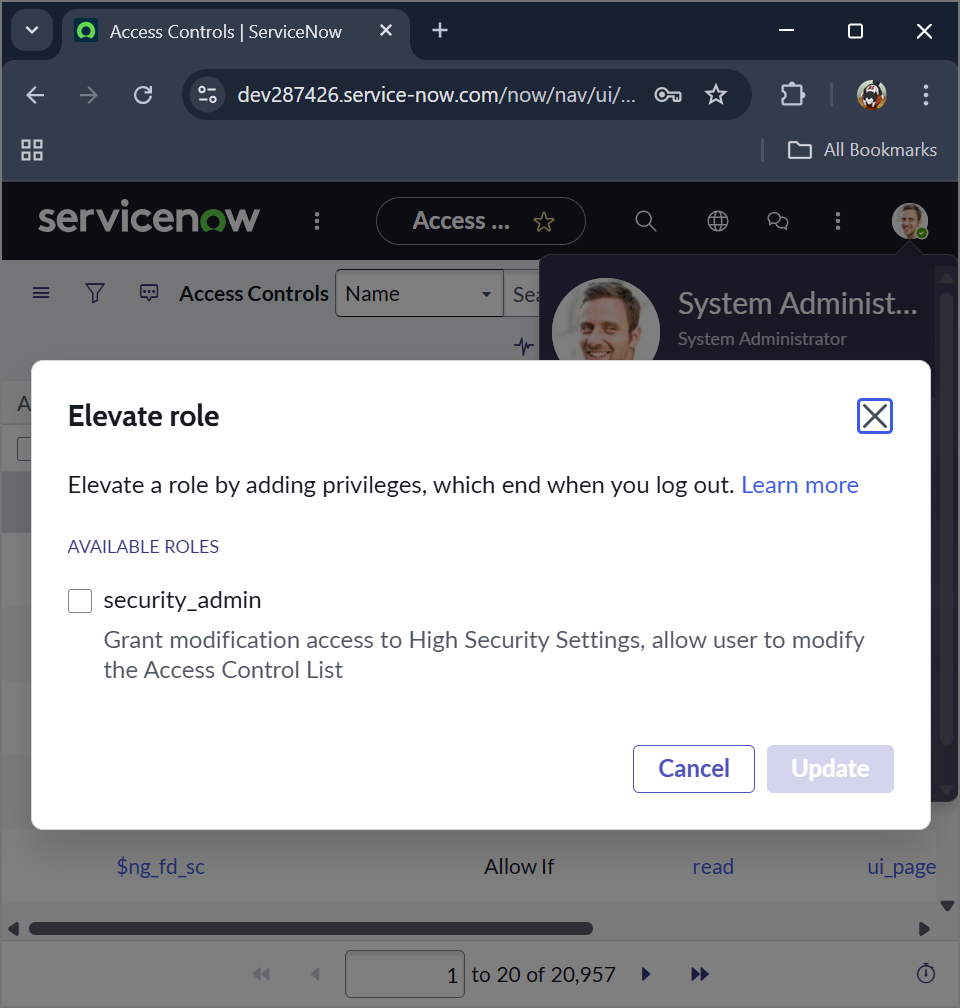 Access Controls | ServiceNow
dev287426.service-now.com/now/nav/ui/...
All Bookmarks
servicenow
Access ...
Access Controls
Name
Sea
System Administ...
System Administrator
A
Elevate role
Elevate a role by adding privileges, which end when you log out. Learn more
AVAILABLE ROLES
security_admin
Grant modification access to High Security Settings, allow user to modify
the Access Control List
Cancel
Update
$ng_fd_sc
Allow If
read
ui_page
1 to 20 of 20,957